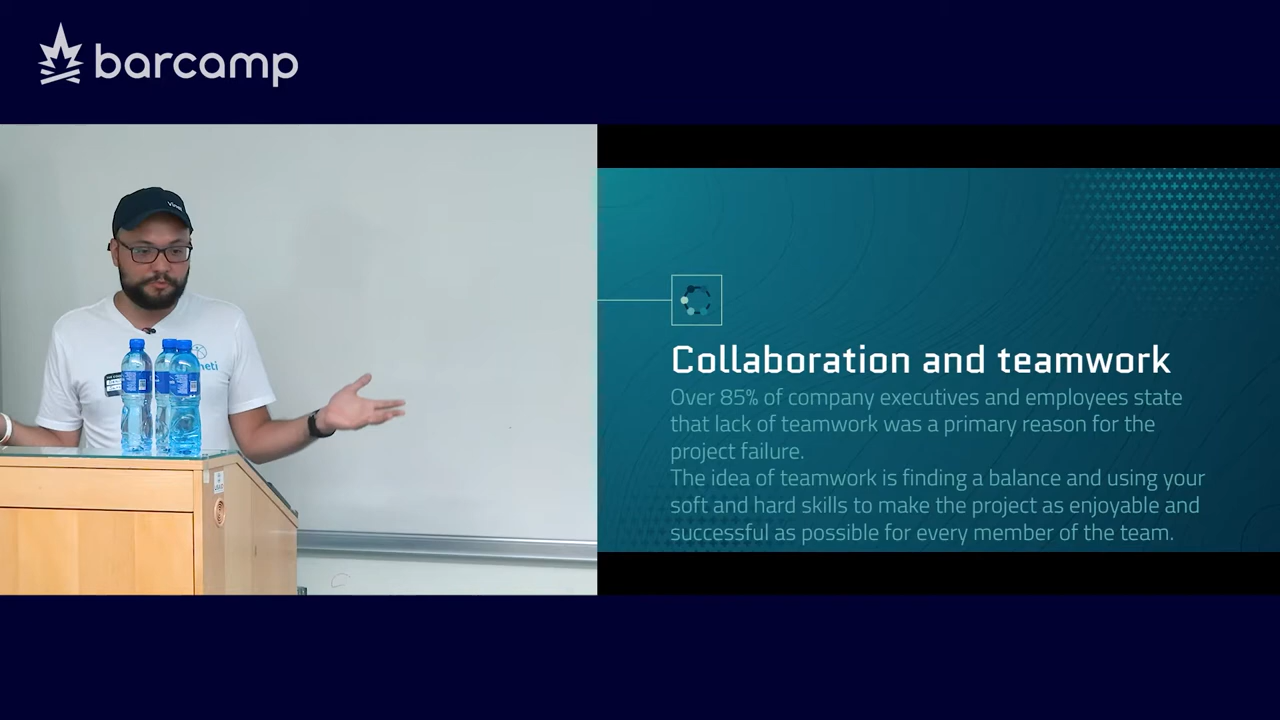 barcamp
Collaboration and teamwork
Over 85% of company executives and employees state
that lack of teamwork was a primary reason for the
project failure.
The idea of teamwork is finding a balance and using your
soft and hard skills to make the project as enjoyable and
successful as possible for every member of the team.